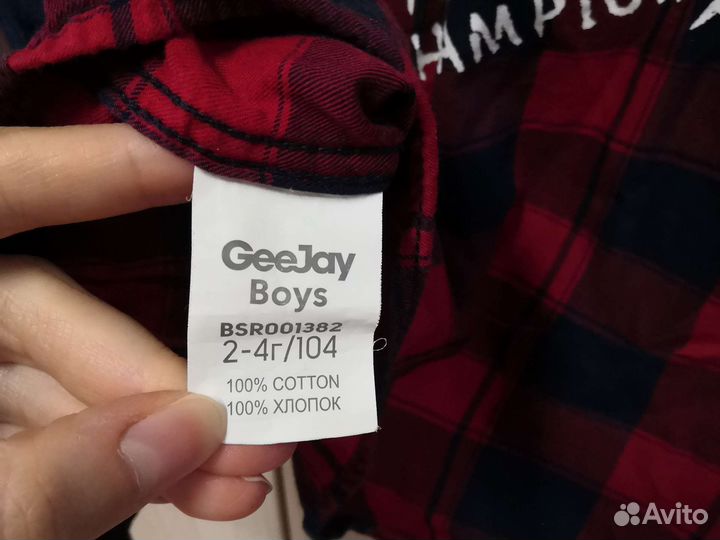 GeeJay
Boys
BSR001382
2-4г/104
100% COTTON
100% ХЛОПОК
Avito